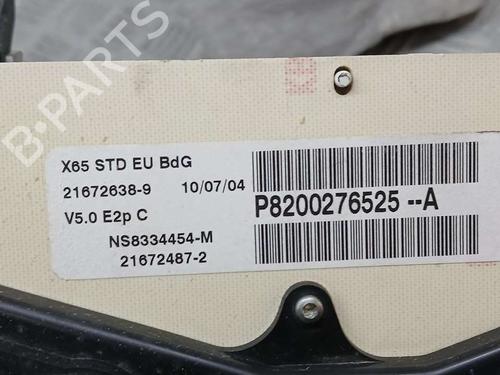 B-PARTS
X65 STD EU BdG
21672638-9 10/07/04
V5.0 E2p C
NS8334454-M
21672487-2
P8200276525 --A